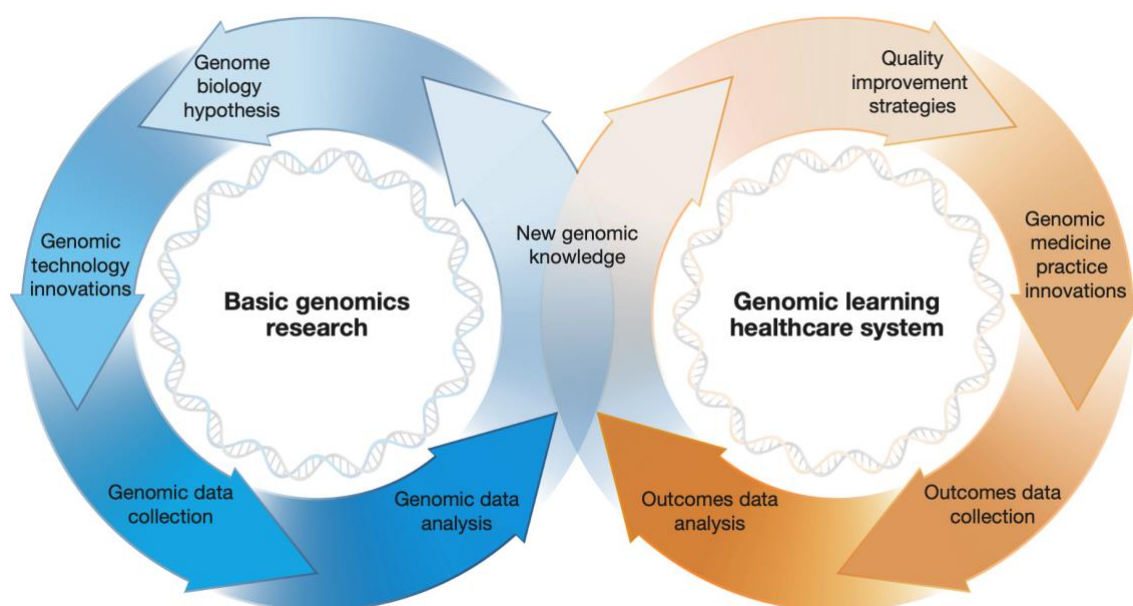 Genome
biology
hypothesis
Genomic
technology
innovations
Genomic data
collection
Genomic data
analysis
New genomic
knowledge
Basic genomics
research
Quality
improvement
strategies
Genomic
medicine
practice
innovations
Outcomes data
collection
Outcomes data
analysis
Genomic learning
healthcare system